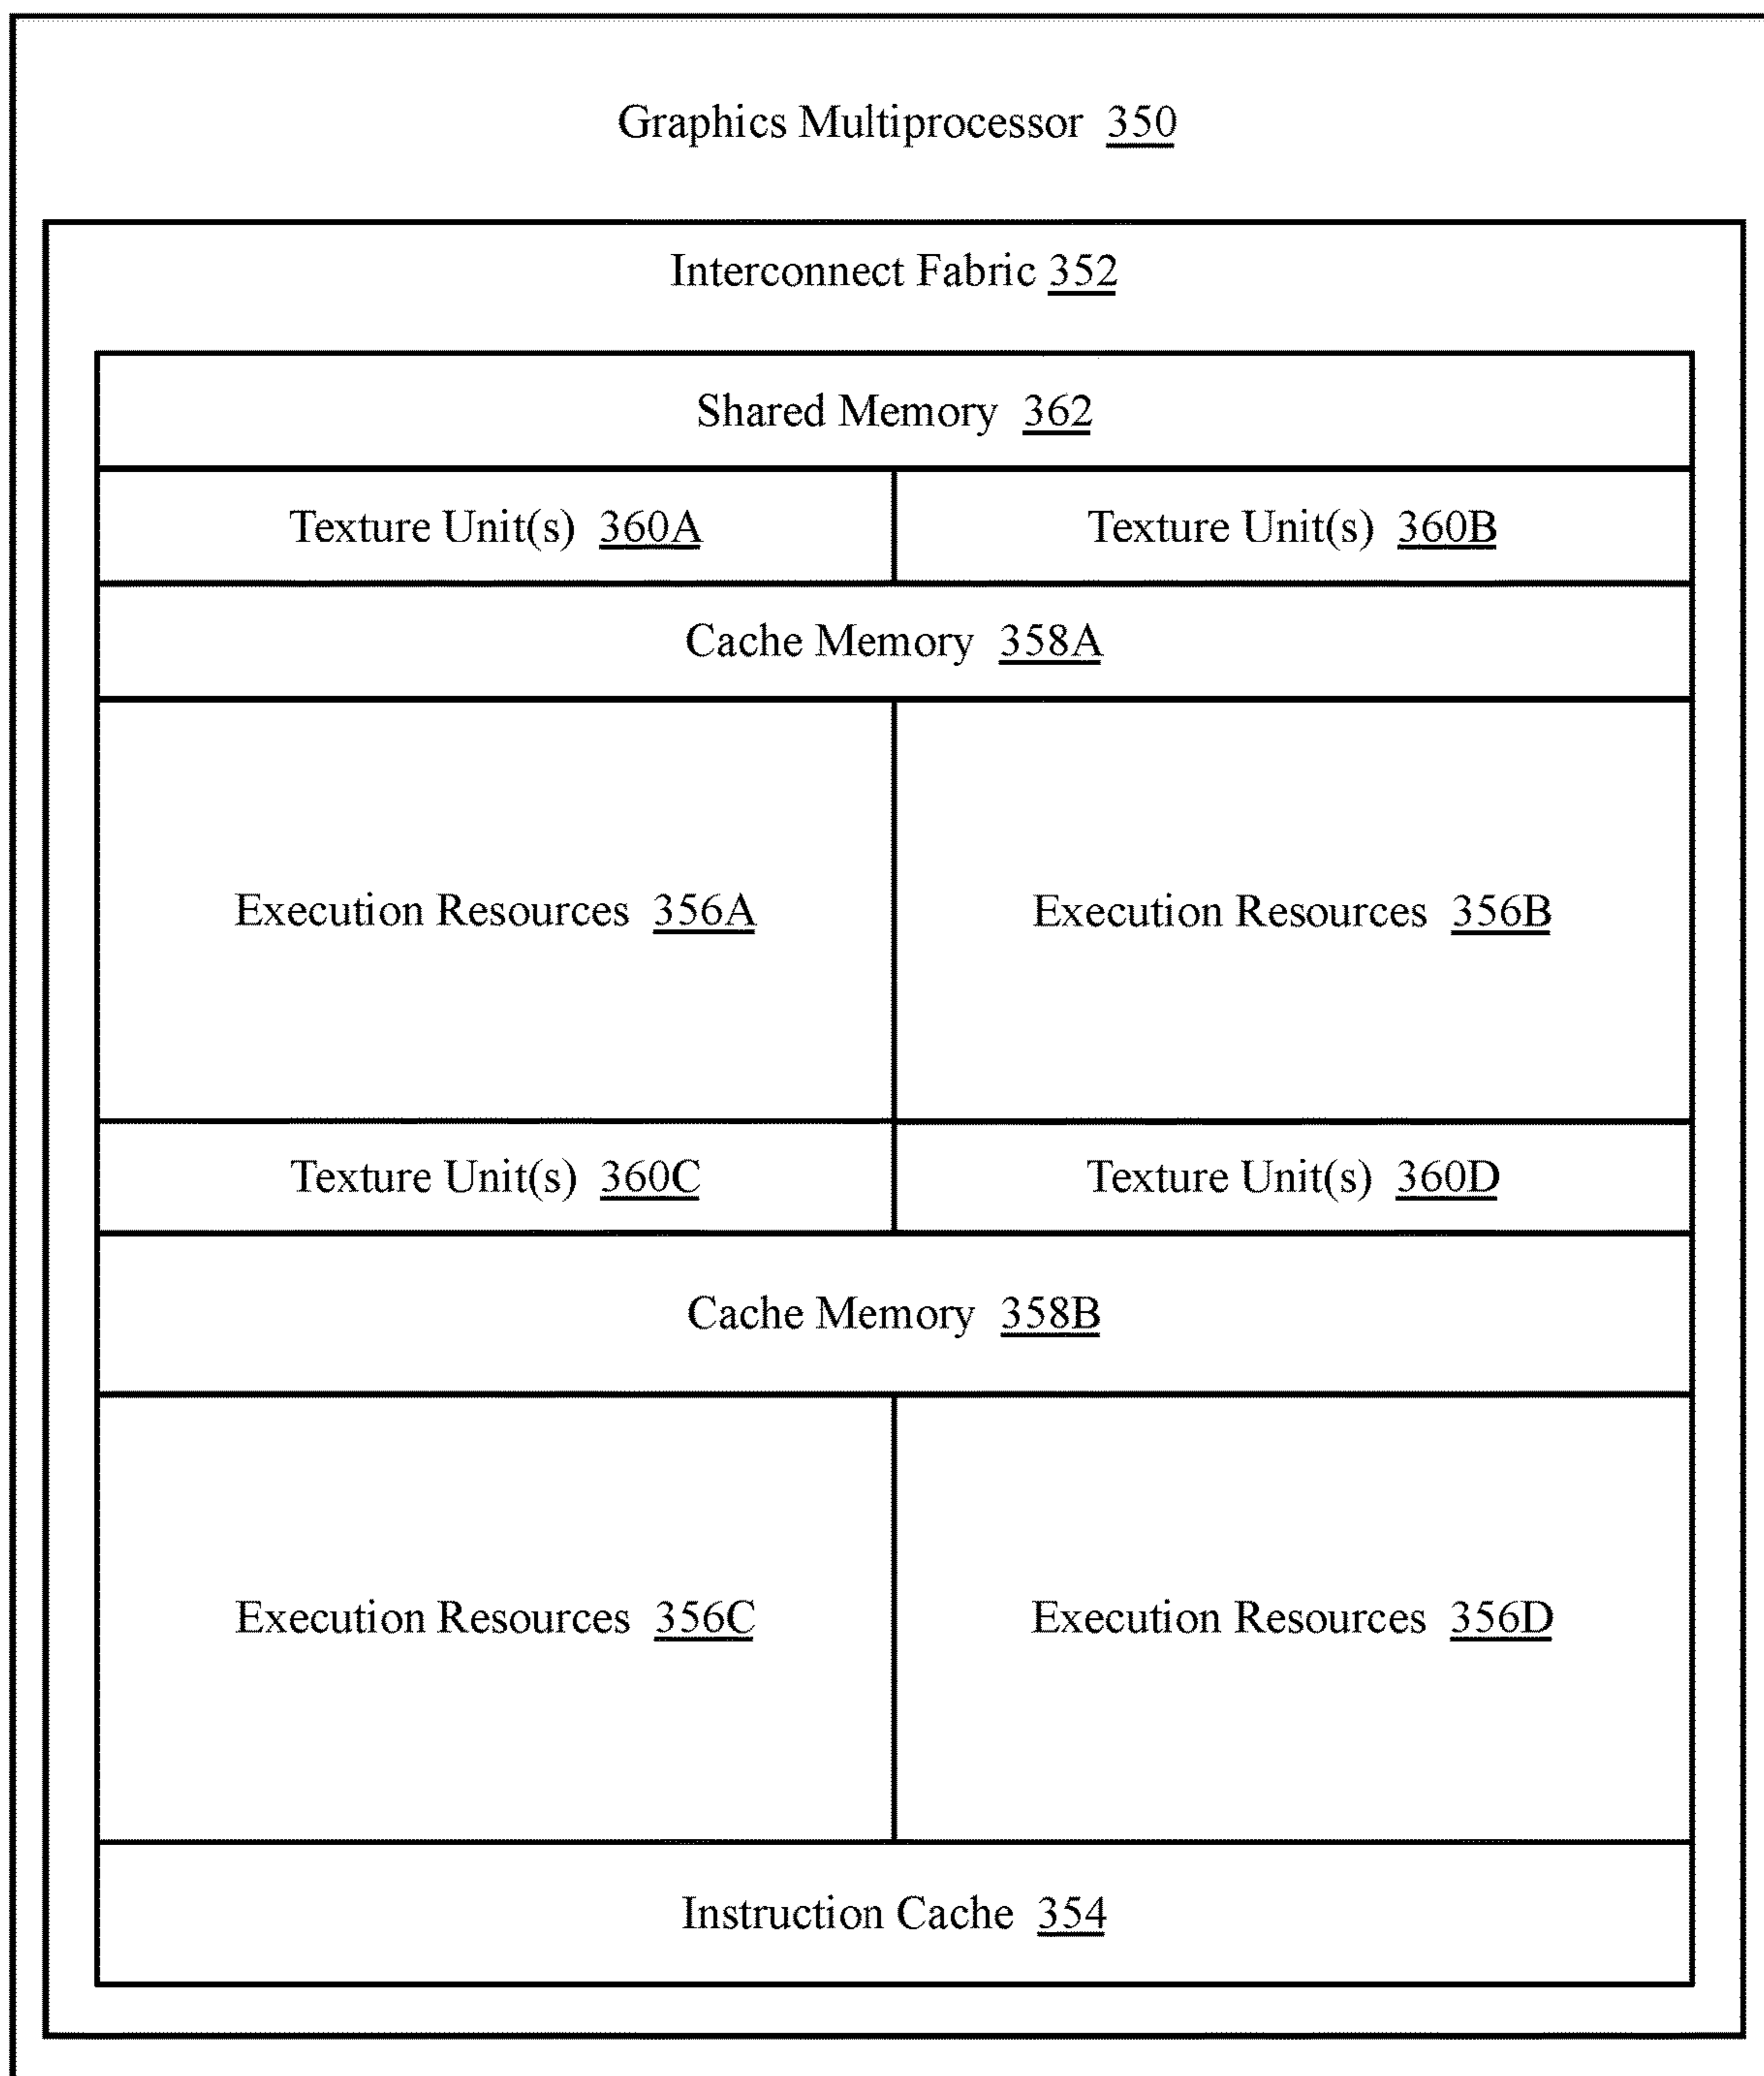 Graphics Multiprocessor 350
Interconnect Fabric 352
Shared Memory 362
Texture Unit(s) 360A
Texture Unit(s) 360B
Cache Memory 358A
Execution Resources 356A
Execution Resources 356B
Texture Unit(s) 360C
Texture Unit(s) 360D
Cache Memory 358B
Execution Resources 356C
Execution Resources 356D
Instruction Cache 354